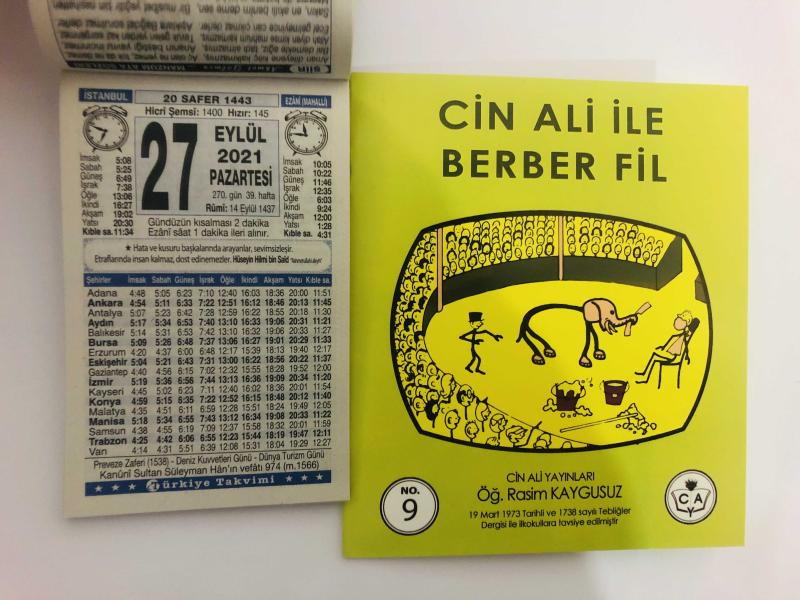 ŞİİR
MANZUM ATA SÖZLERİ
İSTANBUL
20 SAFER 1443
EZANİ (MAHALLİ)
Hicrî Şemsî: 1400 Hızır: 145
27
EYLÜL
2021
PAZARTESİ
270. gün 39. hafta
Rûmî: 14 Eylül 1437
İmsak 5:08
Sabah 5:25
Güneş 6:49
İşrak 7:38
Öğle 13:06
İkindi 16:27
Akşam 19:02
Yatsı 20:30
Kıble sa. 11:34
İmsak 10:05
Sabah 10:22
Güneş 11:46
İşrak 12:35
Öğle 6:03
İkindi 9:24
Akşam 12:00
Yatsı 1:28
Kıble sa. 4:31
Gündüzün kısalması 2 dakika
Ezânî sâat 1 dakika ileri alınır.
★ Hata ve kusuru başkalarında arayanlar, sevimsizleşir.
Etraflarında insan kalmaz, dost edinemezler. Hüseyin Hilmi bin Saîd
Şehirler İmsak Sabah Güneş İşrak Öğle İkindi Akşam Yatsı Kıble sa.
Adana 4:48 5:05 6:23 7:10 12:40 16:03 18:36 20:00 11:51
Ankara 4:54 5:11 6:33 7:22 12:51 16:12 18:46 20:13 11:45
Antalya 5:07 5:23 6:42 7:28 12:59 16:22 18:55 20:18 11:30
Aydın 5:17 5:34 6:53 7:40 13:10 16:33 19:06 20:31 11:21
Balıkesir 5:14 5:31 6:53 7:42 13:10 16:32 19:06 20:33 11:27
Bursa 5:09 5:26 6:48 7:37 13:06 16:27 19:01 20:29 11:33
Erzurum 4:20 4:37 6:00 6:48 12:17 15:39 18:13 19:40 12:17
Eskişehir 5:04 5:21 6:43 7:31 13:00 16:22 18:56 20:22 11:37
Gaziantep 4:40 4:56 6:15 7:02 12:32 15:55 18:28 19:52 12:00
İzmir 5:19 5:36 6:56 7:44 13:13 16:36 19:09 20:34 11:20
Kayseri 4:45 5:02 6:23 7:11 12:40 16:02 18:36 20:01 11:54
Konya 4:59 5:15 6:35 7:22 12:52 16:15 18:48 20:12 11:40
Malatya 4:35 4:51 6:11 6:59 12:28 15:51 18:24 19:49 12:05
Manisa 5:18 5:34 6:55 7:43 13:12 16:34 19:08 20:33 11:22
Samsun 4:38 4:55 6:19 7:09 12:37 15:58 18:32 20:01 11:59
Trabzon 4:25 4:42 6:06 6:55 12:23 15:44 18:19 19:47 12:11
Van 4:14 4:31 5:51 6:39 12:08 15:31 18:04 19:29 12:27
Preveze Zaferi (1538) - Deniz Kuvvetleri Günü - Dünya Turizm Günü
Kanûnî Sultan Süleyman Hân'ın vefâtı 974 (m.1566)
Türkiye Takvimi
CİN ALİ İLE
BERBER FİL
CİN ALİ YAYINLARI
Öğ. Rasim KAYGUSUZ
19 Mart 1973 Tarihli ve 1738 sayılı Tebliğler
Dergisi ile ilkokullara tavsiye edilmiştir
NO.
9
C A
Y